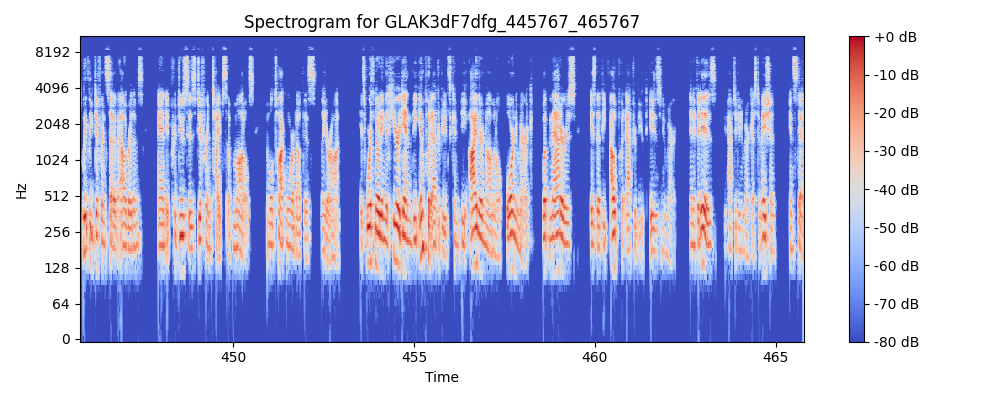 Spectrogram for GLAK3dF7dfg_445767_465767
Hz
8192
4096
2048
1024
512
256
128
64
0
450
455
460
465
Time
+0 dB
-10 dB
-20 dB
-30 dB
-40 dB
-50 dB
-60 dB
-70 dB
-80 dB